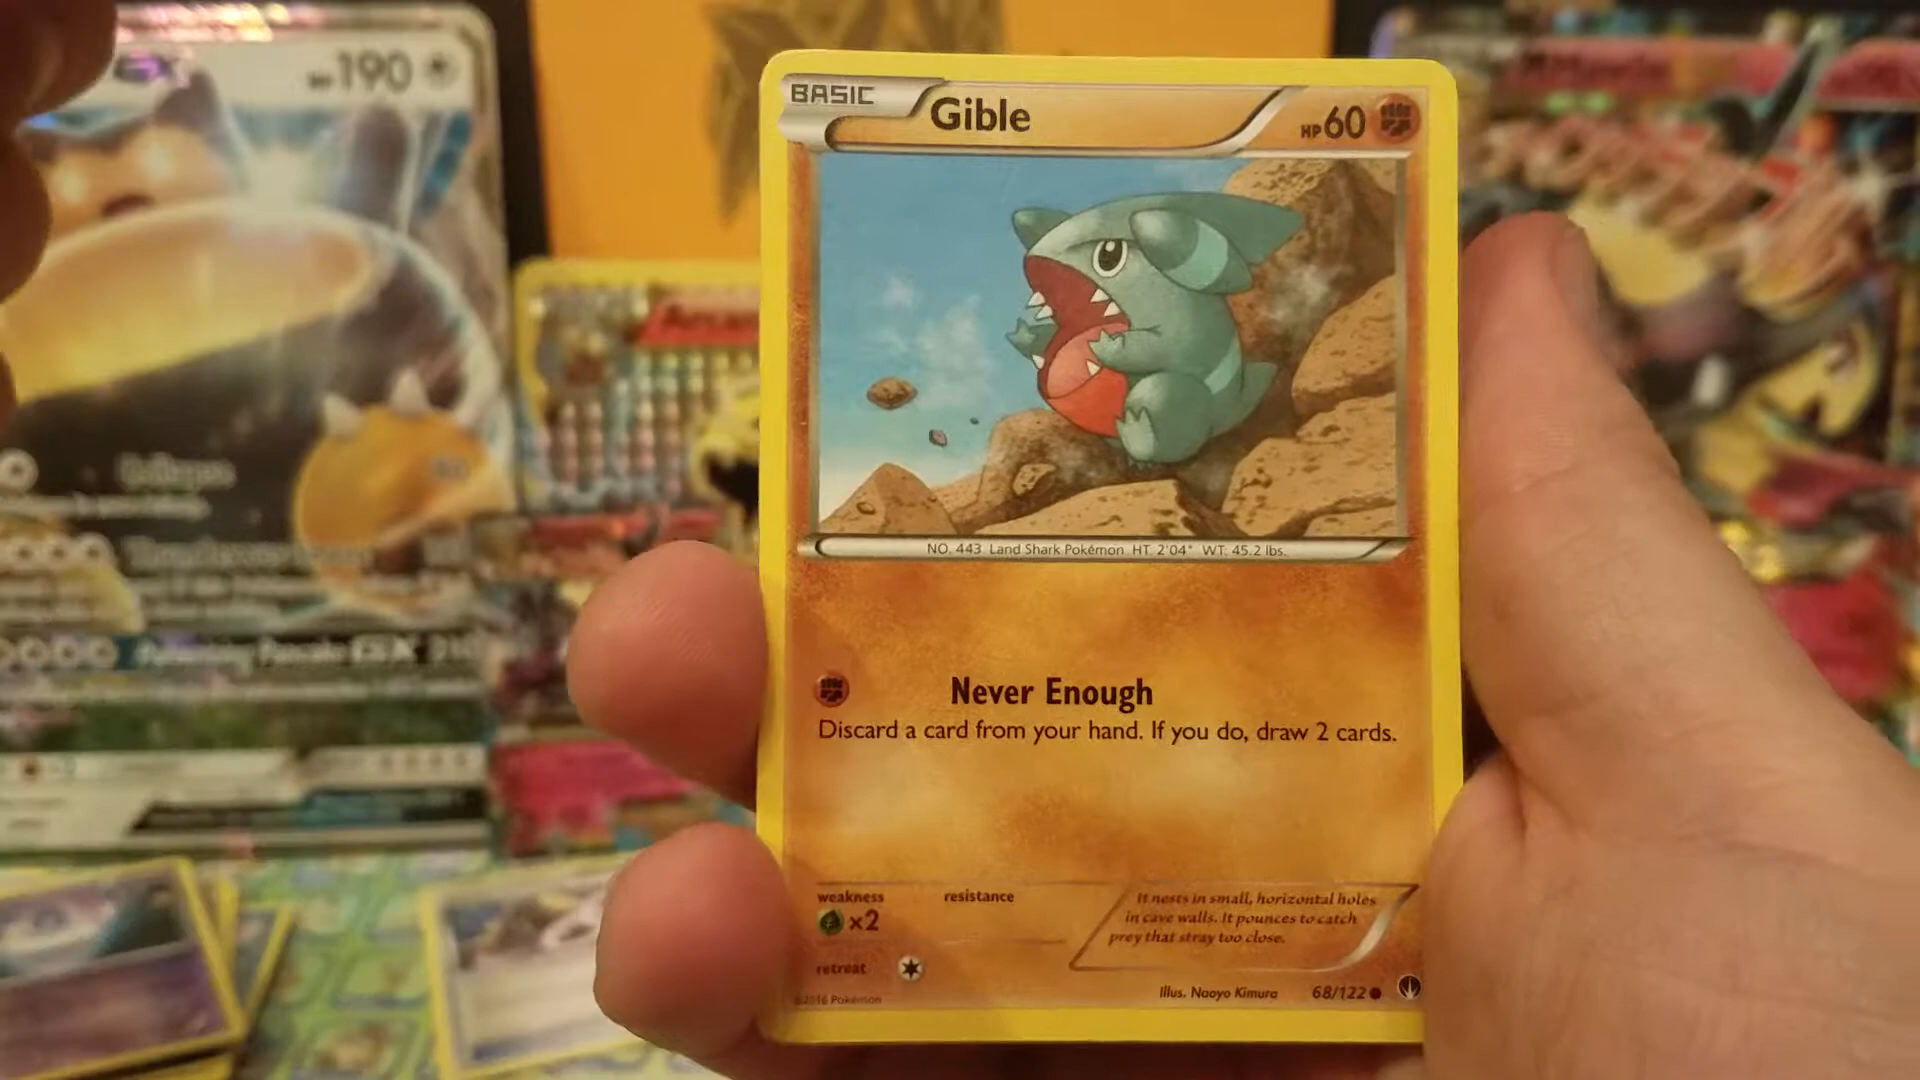 BASIC
Gible
HP60
NO. 443 Land Shark Pokémon HT. 2'04" WT. 45.2 lbs.
Never Enough
Discard a card from your hand. If you do, draw 2 cards.
weakness
resistance
×2
It nests in small, horizontal holes
in cave walls. It pounces to catch
prey that stray too close.
retreat
©2016 Pokémon
Illus. Naoyo Kimura
68/122
190
GX 210